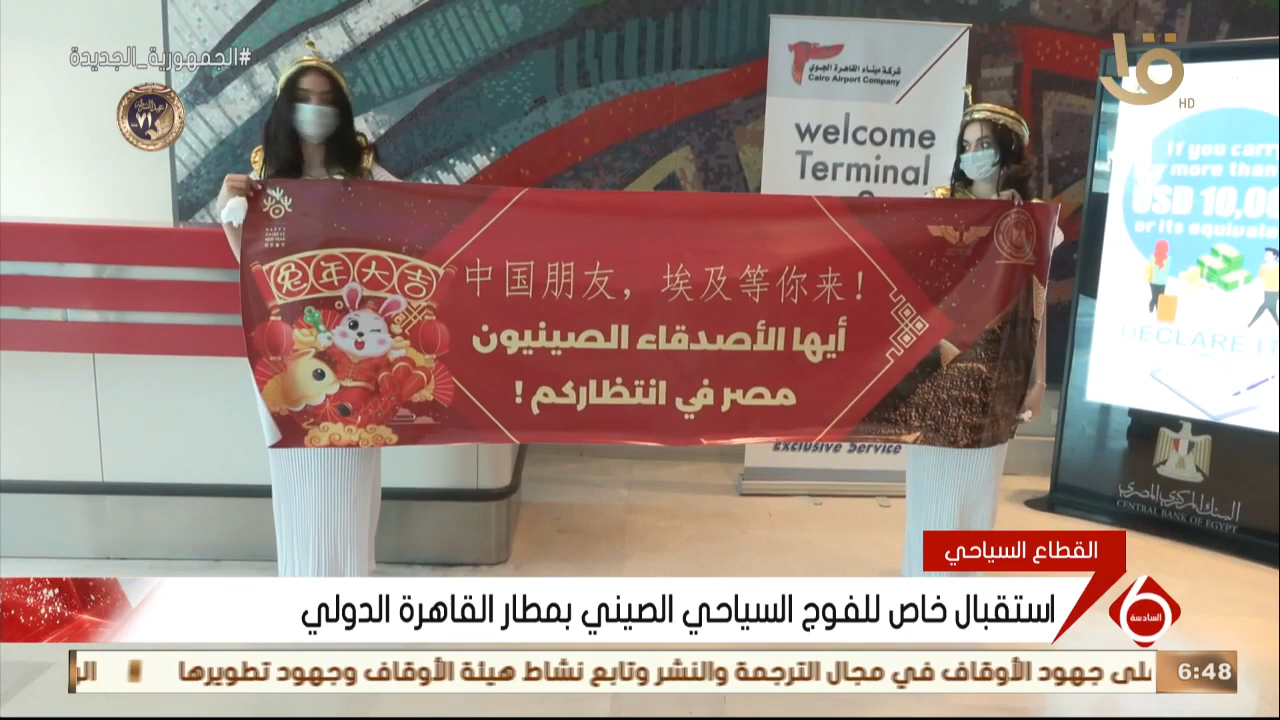 #الجمهورية_الجديدة
HD
شركة ميناء القاهرة الجوي
Cairo Airport Company
welcome
Terminal
If you carry
more than
USD 10,00
or its equivale
DECLARE I
兔年大吉
中国朋友，埃及等你来！
أيها الأصدقاء الصينيون
مصر في انتظاركم !
Exclusive Service
البنك المركزي المصري
CENTRAL BANK OF EGYPT
القطاع السياحي
السادسة
استقبال خاص للفوج السياحي الصيني بمطار القاهرة الدولي
6:48
جهود الأوقاف في مجال الترجمة والنشر وتابع نشاط هيئة الأوقاف وجهود تطويرها